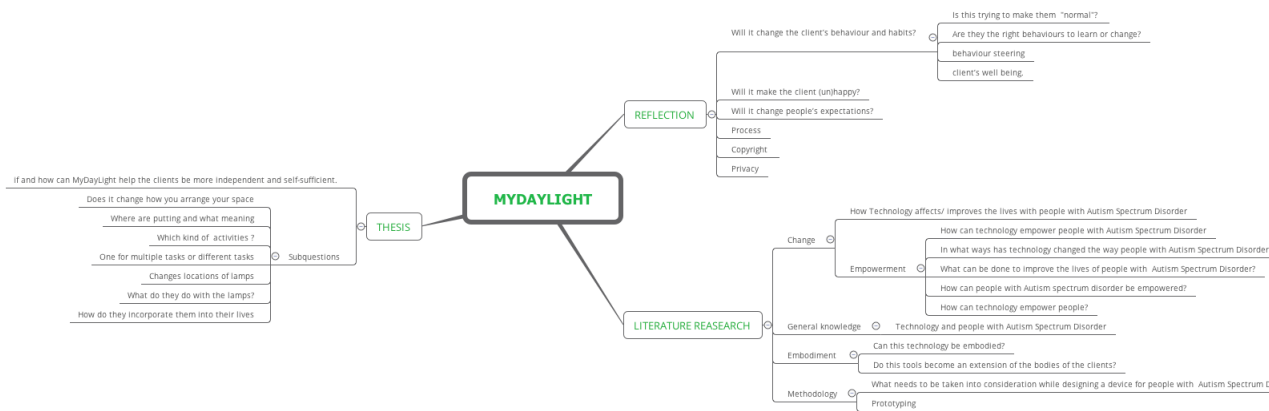 MYDAYLIGHT
REFLECTION
Will it change the client's behaviour and habits?
Is this trying to make them "normal"?
Are they the right behaviours to learn or change?
behaviour steering
client's well being.
Will it make the client (un)happy?
Will it change people's expectations?
Process
Copyright
Privacy
THESIS
if and how can MyDayLight help the clients be more independent and self-sufficient.
Subquestions
Does it change how you arrange your space
Where are putting and what meaning
Which kind of activities ?
One for multiple tasks or different tasks
Changes locations of lamps
What do they do with the lamps?
How do they incorporate them into their lives
LITERATURE REASEARCH
Change
How Technology affects/ improves the lives with people with Autism Spectrum Disorder
Empowerment
How can technology empower people with Autism Spectrum Disorder
In what ways has technology changed the way people with Autism Spectrum Disorder
What can be done to improve the lives of people with Autism Spectrum Disorder?
How can people with Autism spectrum disorder be empowered?
How can technology empower people?
General knowledge
Technology and people with Autism Spectrum Disorder
Embodiment
Can this technology be embodied?
Do this tools become an extension of the bodies of the clients?
Methodology
What needs to be taken into consideration while designing a device for people with Autism Spectrum
Prototyping